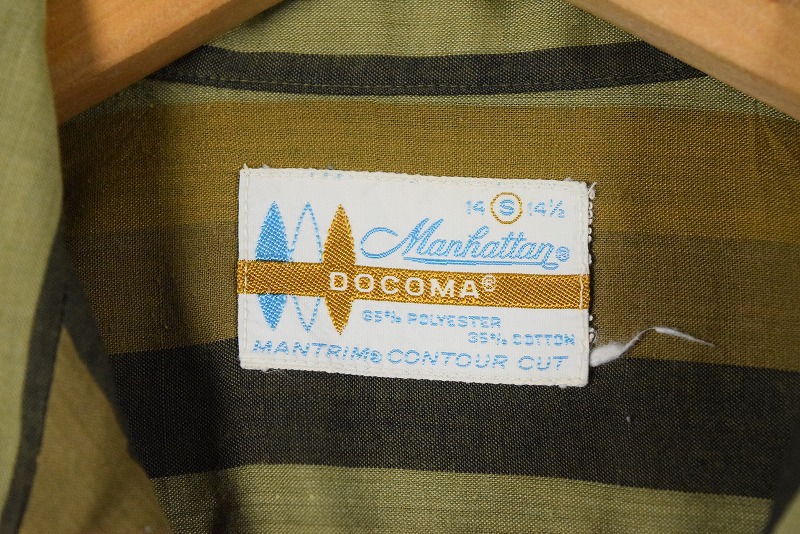 14 S 14½
Manhattan®
DOCOMA®
65% POLYESTER
35% COTTON
MANTRIM® CONTOUR CUT